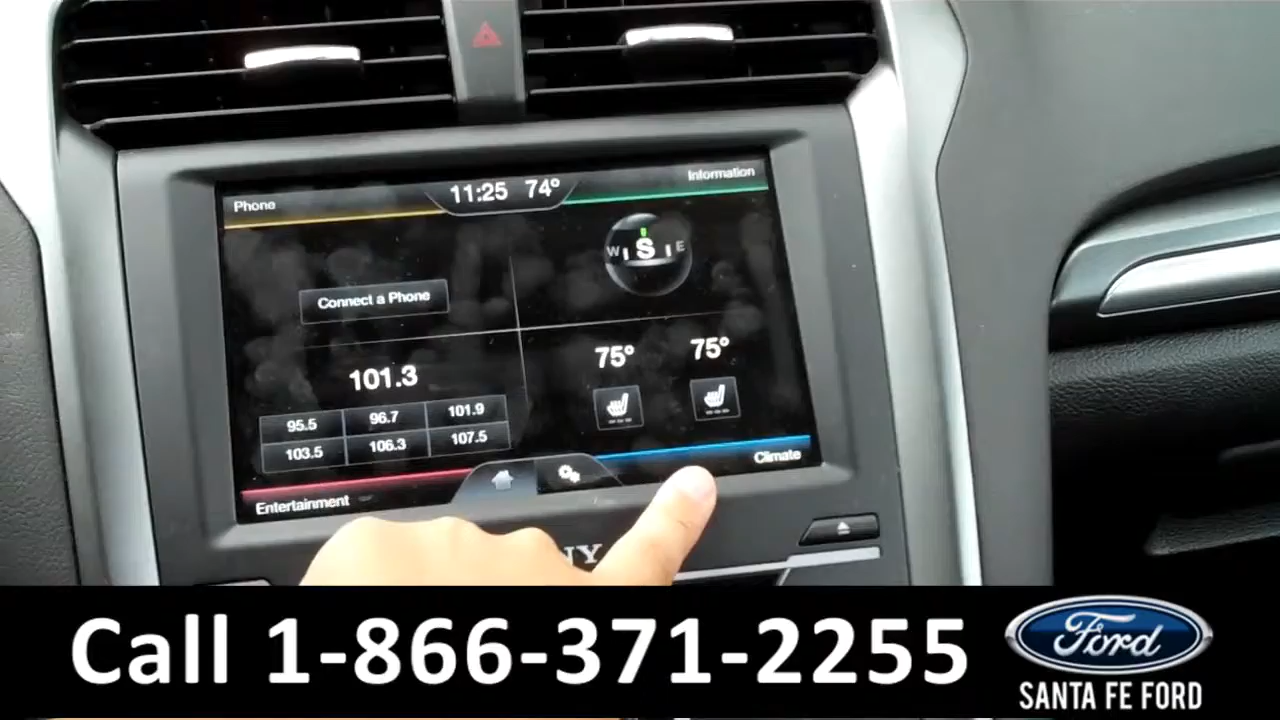 Phone
11:25 74°
Information
W S E
Connect a Phone
101.3
75° 75°
95.5 96.7 101.9
103.5 106.3 107.5
Entertainment
Climate
Call 1-866-371-2255
Ford
SANTA FE FORD